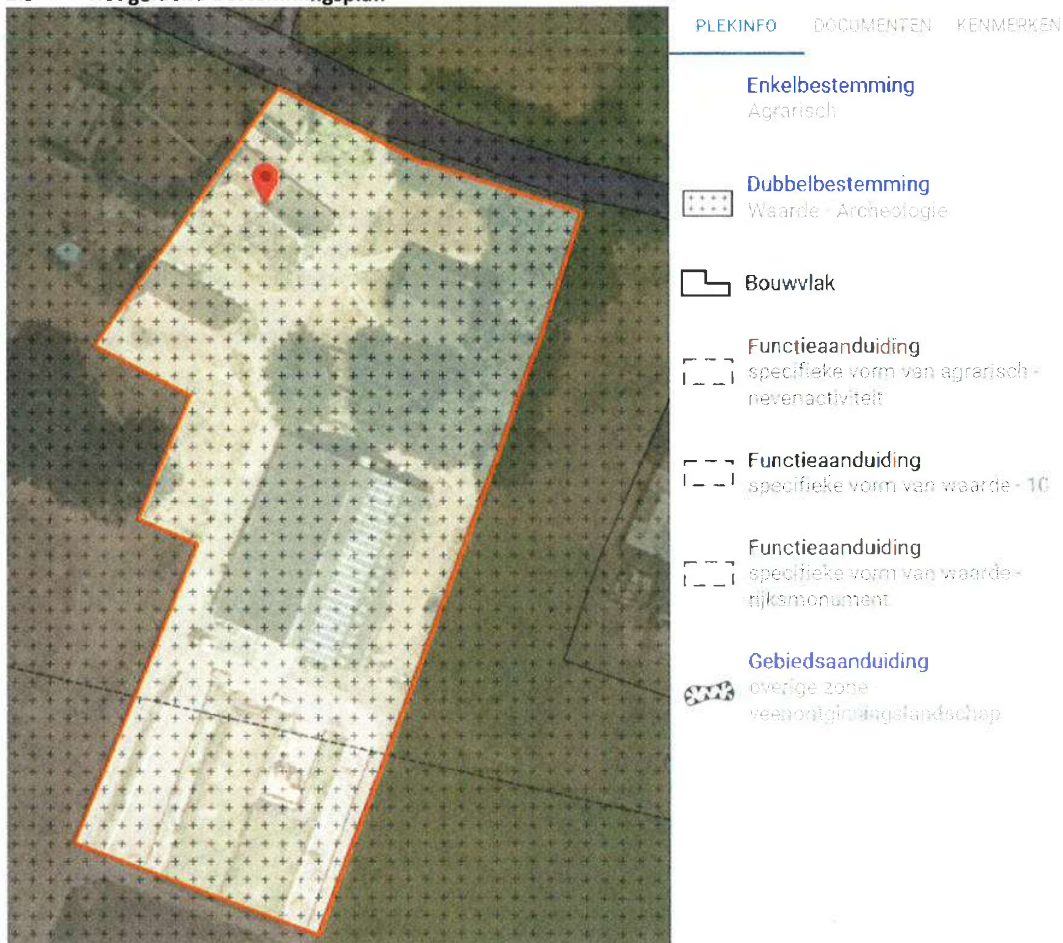 bestemmingsplan
PLEKINFO DOCUMENTEN KENMERKEN
Enkelbestemming
Agrarisch
Dubbelbestemming
Waarde - Archeologie
Bouwvlak
Functieaanduiding
specifieke vorm van agrarisch -
nevenactiviteit
Functieaanduiding
specifieke vorm van waarde - 10
Functieaanduiding
specifieke vorm van waarde -
rijksmonument
Gebiedsaanduiding
overige zone -
veenontginningslandschap